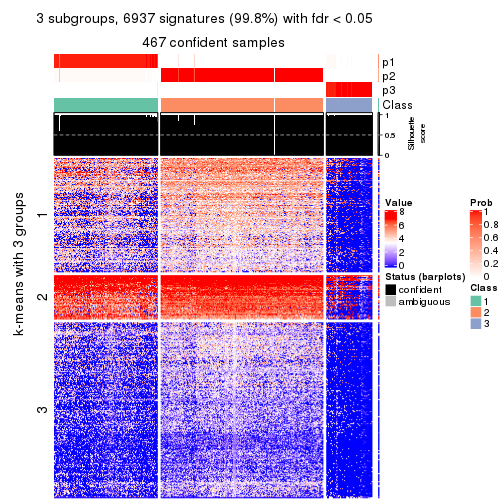 3 subgroups, 6937 signatures (99.8%) with fdr < 0.05
467 confident samples
p1
p2
p3
Class
1
0.5
0
Silhouette
score
k-means with 3 groups
1
2
3
Value
8
6
4
2
0
Status (barplots)
confident
ambiguous
Prob
1
0.8
0.6
0.4
0.2
0
Class
1
2
3